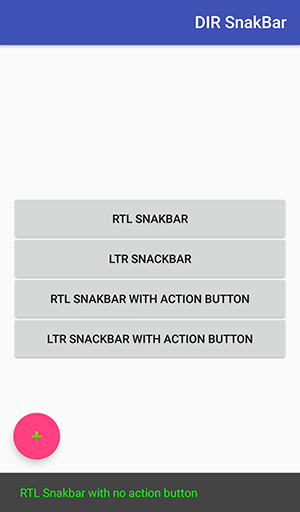 DIR SnakBar
RTL SNAKBAR
LTR SNACKBAR
RTL SNAKBAR WITH ACTION BUTTON
LTR SNACKBAR WITH ACTION BUTTON
+
RTL Snakbar with no action button